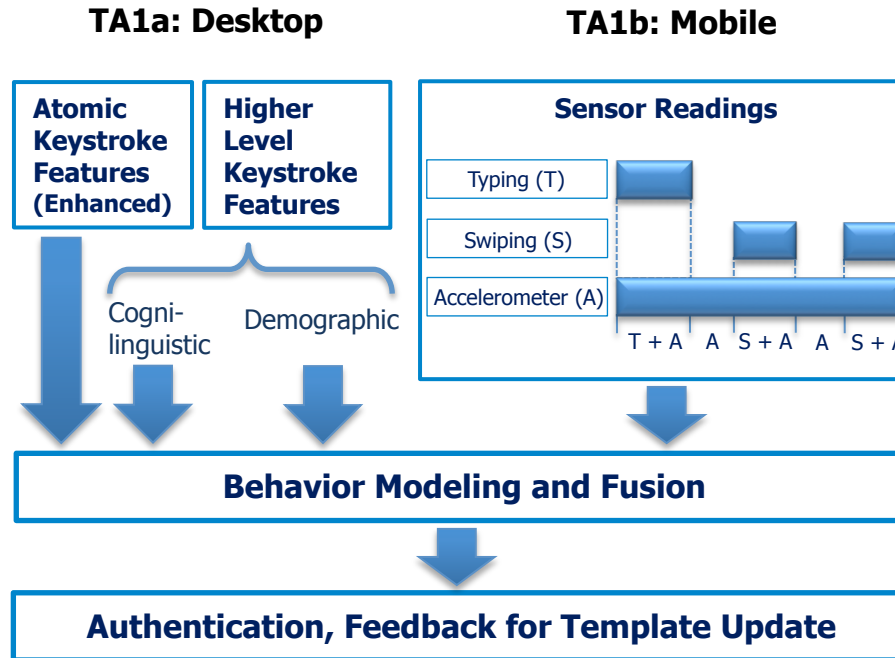 TA1a: Desktop
TA1b: Mobile
Atomic
Keystroke
Features
(Enhanced)
Higher
Level
Keystroke
Features
Cogni-
linguistic
Demographic
Sensor Readings
Typing (T)
Swiping (S)
Accelerometer (A)
T + A A S + A A S + A
Behavior Modeling and Fusion
Authentication, Feedback for Template Update